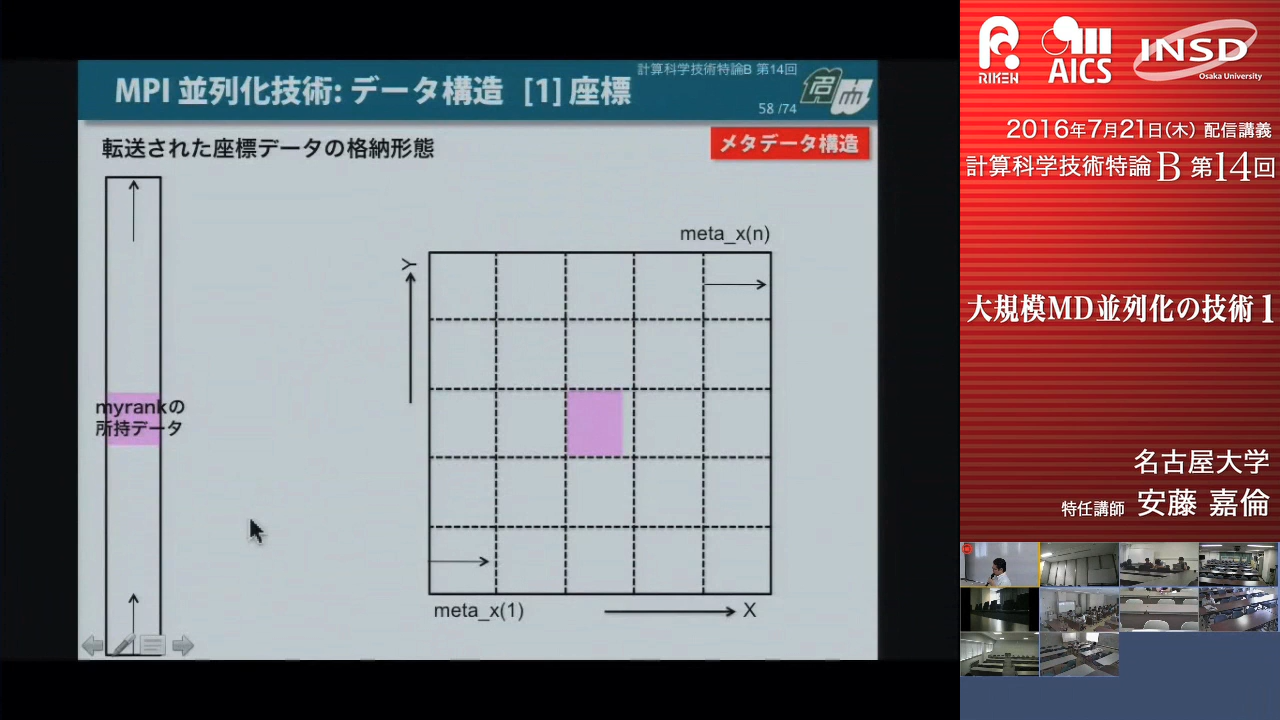 MPI 並列化技術: データ構造 [1] 座標
計算科学技術特論B 第14回
58 /74
転送された座標データの格納形態
メタデータ構造
myrankの
所持データ
meta_x(n)
Y
meta_x(1)
X
RIKEN
AICS
INSD
Osaka University
2016年7月21日(木) 配信講義
計算科学技術特論 B 第14回
大規模MD並列化の技術1
名古屋大学
特任講師 安藤 嘉倫